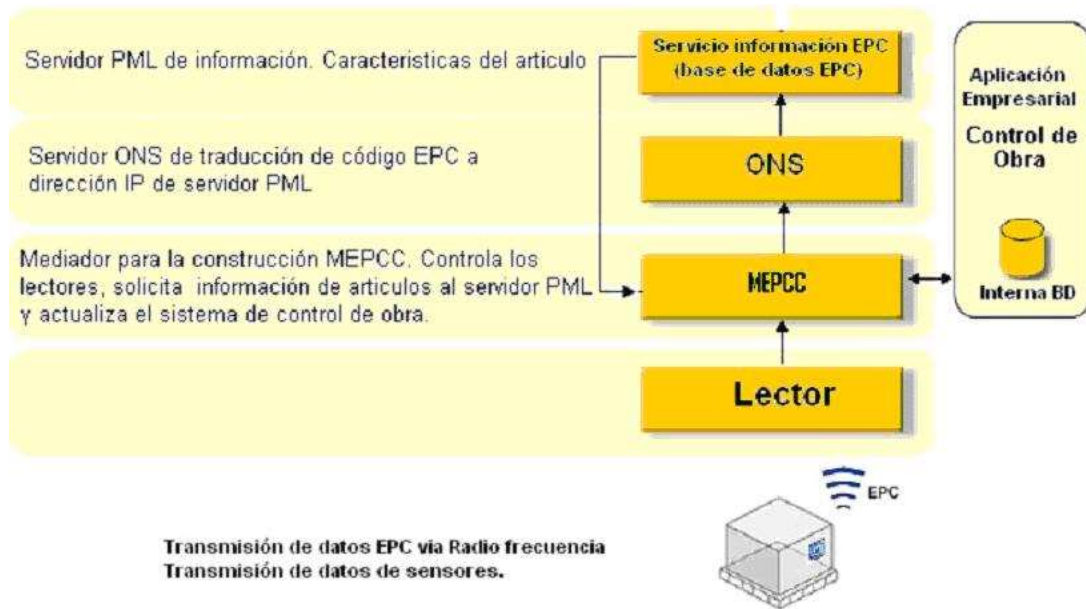 Servidor PML de información. Caracteristicas del articulo
Servicio información EPC
(base de datos EPC)
Servidor ONS de traducción de código EPC a
dirección IP de servidor PML
ONS
Mediador para la construcción MEPCC. Controla los
lectores, solicita información de articulos al servidor PML
y actualiza el sistema de control de obra.
MEPCC
Lector
Aplicación
Empresarial
Control de
Obra
Interna BD
EPC
Transmisión de datos EPC via Radio frecuencia
Transmisión de datos de sensores.